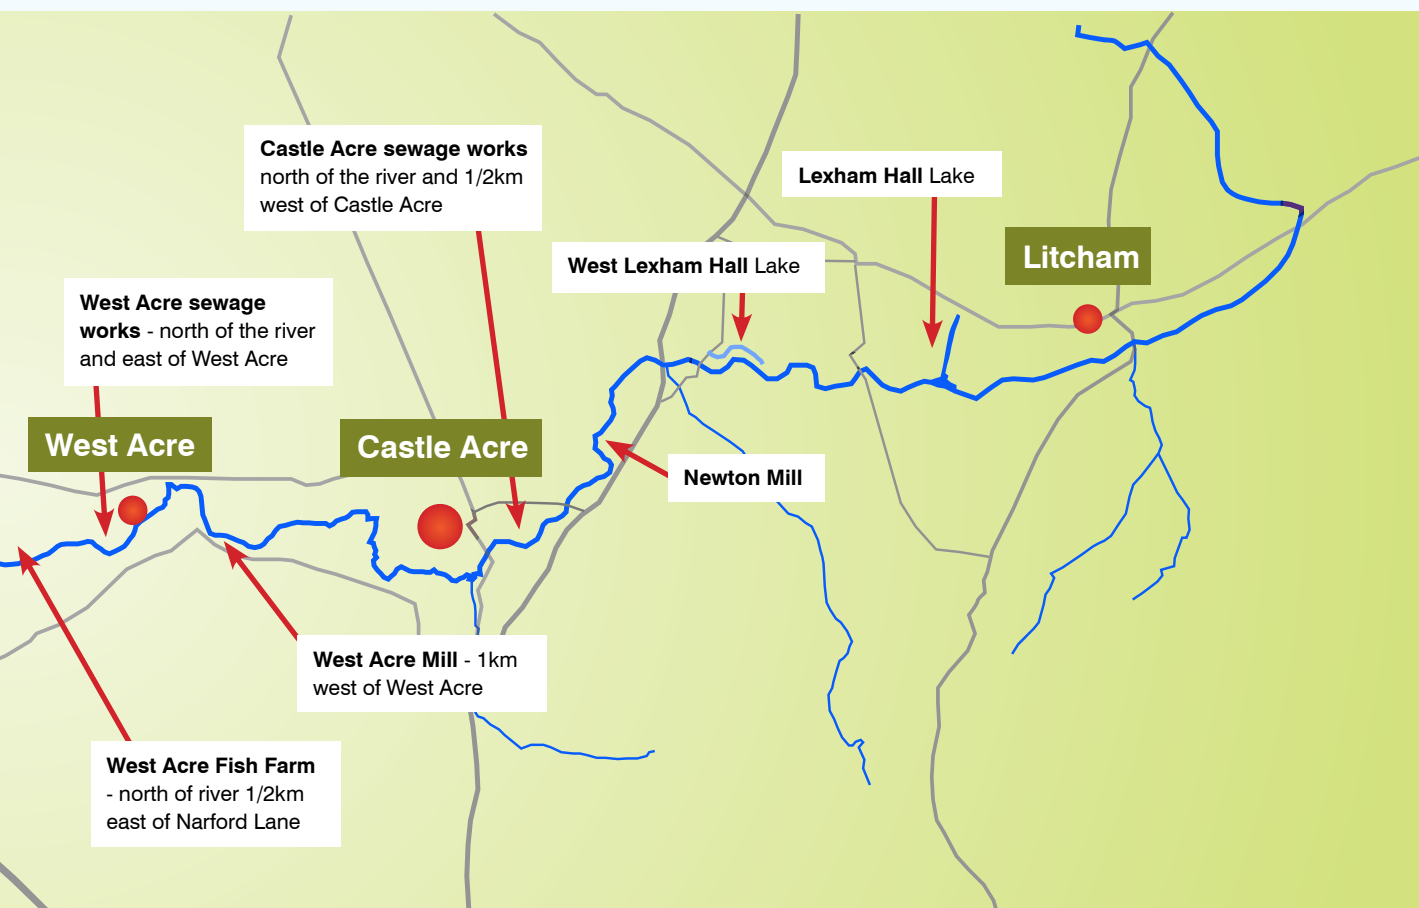 Castle Acre sewage works
north of the river and 1/2km
west of Castle Acre
Lexham Hall Lake
Litcham
West Lexham Hall Lake
West Acre sewage
works - north of the river
and east of West Acre
West Acre
Castle Acre
Newton Mill
West Acre Mill - 1km
west of West Acre
West Acre Fish Farm
- north of river 1/2km
east of Narford Lane